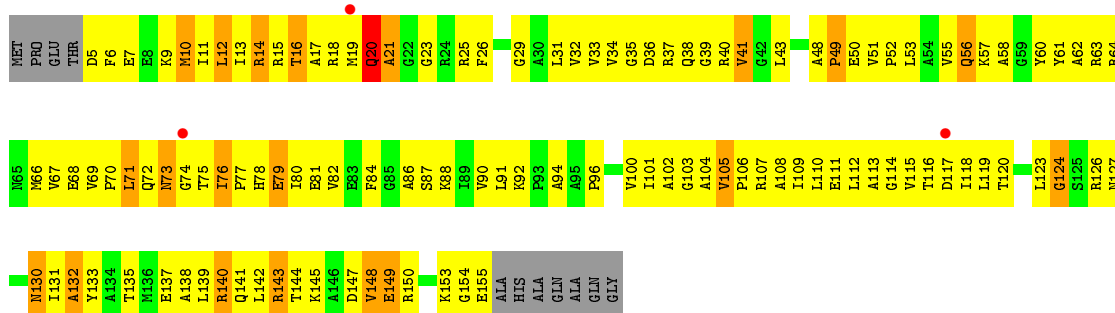 MET PRO GLU THR D5 F6 E7 E8 K9 M10 I11 L12 I13 R14 R15 T16 A17 R18 M19 Q20 A21 G22 G23 R24 R25 F26 G29 A30 L31 V32 V33 V34 G35 D36 R37 Q38 G39 R40 V41 G42 L43 A48 P49 E50 V51 P52 L53 A54 V55 Q56 K57 A58 G59 Y60 Y61 A62 R63 R64
N65 M66 V67 E68 V69 P70 L71 Q72 N73 G74 T75 I76 P77 H78 E79 I80 E81 V82 E83 F84 G85 A86 S87 K88 I89 V90 L91 K92 P93 A94 A95 P96 V100 I101 A102 G103 A104 V105 P106 R107 A108 I109 L110 E111 L112 A113 G114 V115 T116 D117 I118 L119 T120 L123 G124 S125 R126 N127
N130 I131 A132 Y133 A134 T135 M136 E137 A138 L139 R140 Q141 L142 R143 T144 K145 A146 D147 V148 E149 R150 K153 G154 E155 ALA HIS ALA GLN ALA GLN GLY